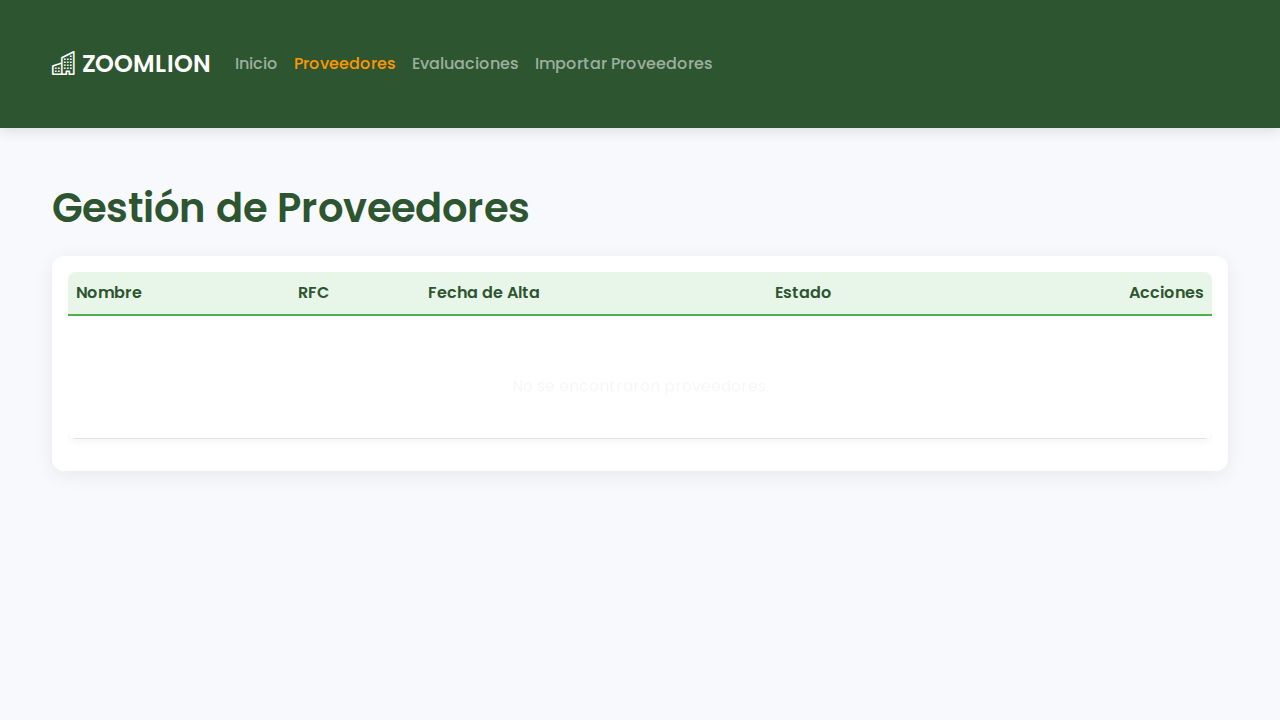 ZOOMLION Inicio Proveedores Evaluaciones Importar Proveedores
Gestión de Proveedores
Nombre RFC Fecha de Alta Estado Acciones
No se encontraron proveedores.